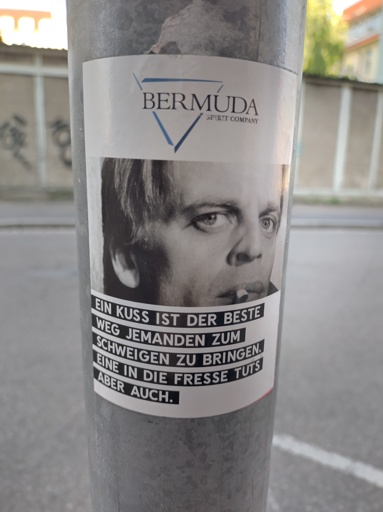 BERMUDA
SPIRIT COMPANY
EIN KUSS IST DER BESTE
WEG JEMANDEN ZUM
SCHWEIGEN ZU BRINGEN.
EINE IN DIE FRESSE TUTS
ABER AUCH.